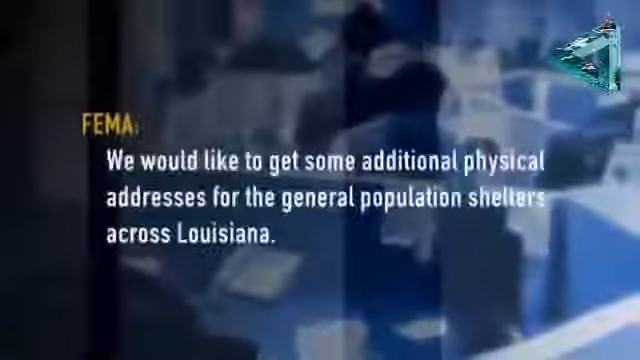 FEMA:
We would like to get some additional physical
addresses for the general population shelters
across Louisiana.